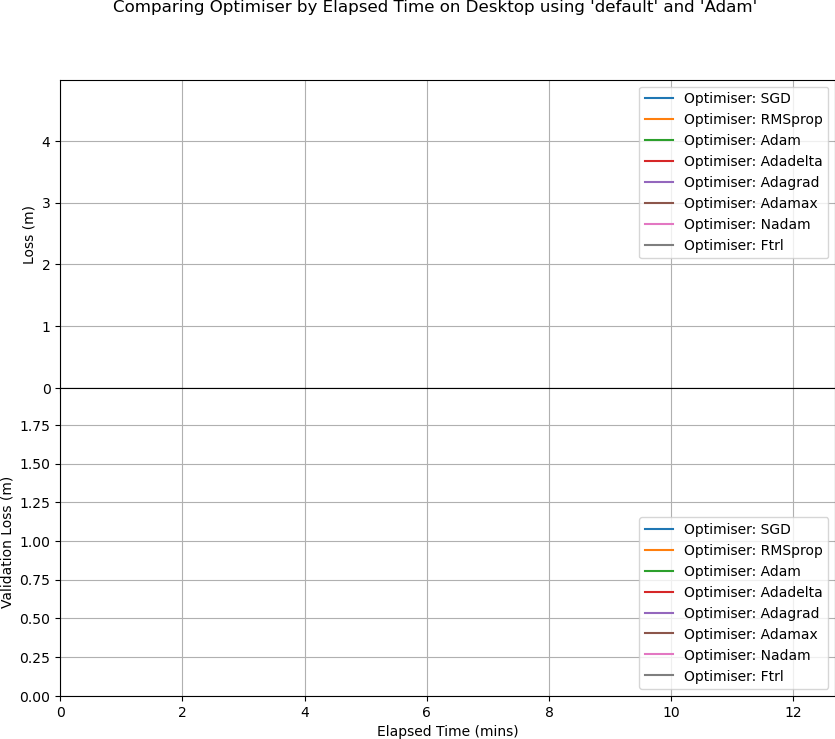 Comparing Optimiser by Elapsed Time on Desktop using 'default' and 'Adam'
Optimiser: SGD
Optimiser: RMSprop
Optimiser: Adam
Optimiser: Adadelta
Optimiser: Adagrad
Optimiser: Adamax
Optimiser: Nadam
Optimiser: Ftrl
4
3
2
1
0
Loss (m)
1.75
1.50
1.25
1.00
0.75
0.50
0.25
0.00
Validation Loss (m)
Optimiser: SGD
Optimiser: RMSprop
Optimiser: Adam
Optimiser: Adadelta
Optimiser: Adagrad
Optimiser: Adamax
Optimiser: Nadam
Optimiser: Ftrl
0 2 4 6 8 10 12
Elapsed Time (mins)